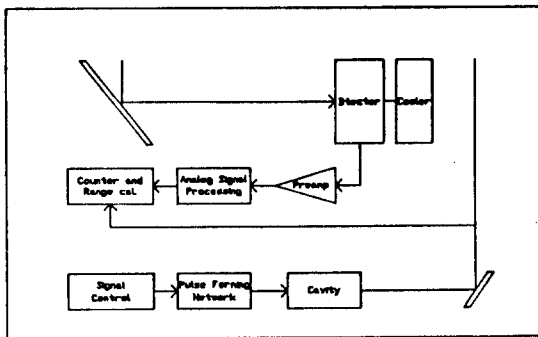 Detector
Cooler
Counter and
Range cal.
Analog Signal
Processing
Preamp
Signal
Control
Pulse Forming
Network
Cavity